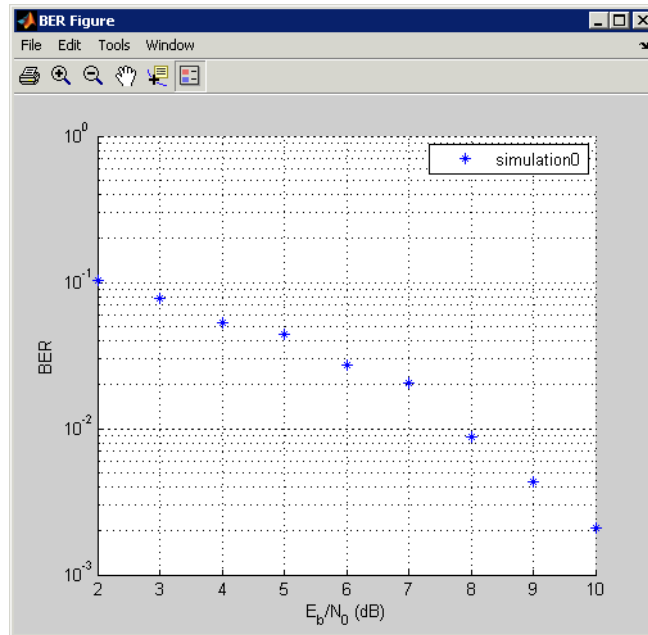 BER Figure
File Edit Tools Window
simulation0
10^0
10^-1
10^-2
10^-3
BER
2 3 4 5 6 7 8 9 10
E_b/N_0 (dB)